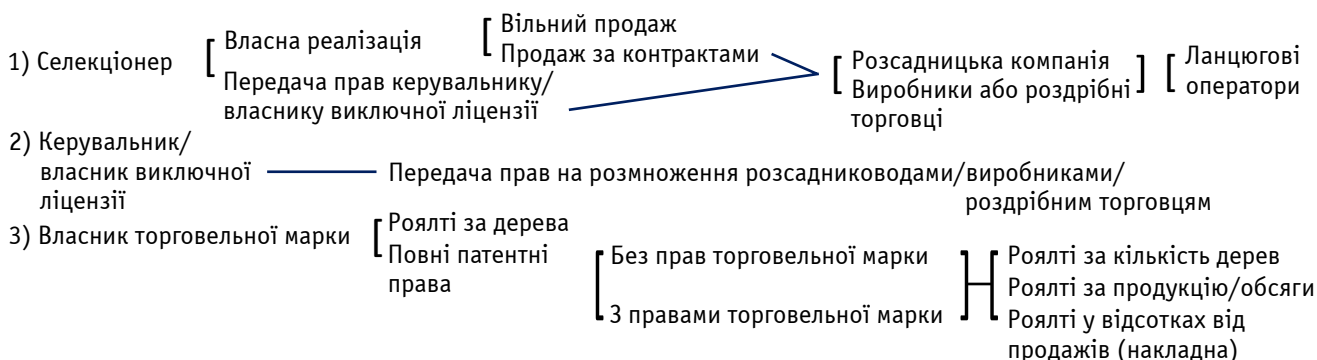 1) Селекціонер
Власна реалізація
Передача прав керувальнику/
власнику виключної ліцензії
Вільний продаж
Продаж за контрактами
Розсадницька компанія
Виробники або роздрібні
торговці
Ланцюгові
оператори
2) Керувальник/
власник виключної
ліцензії
Передача прав на розмноження розсадниководами/виробниками/
роздрібним торговцям
3) Власник торговельної марки
Роялті за дерева
Повні патентні
права
Без прав торговельної марки
З правами торговельної марки
Роялті за кількість дерев
Роялті за продукцію/обсяги
Роялті у відсотках від
продажів (накладна)